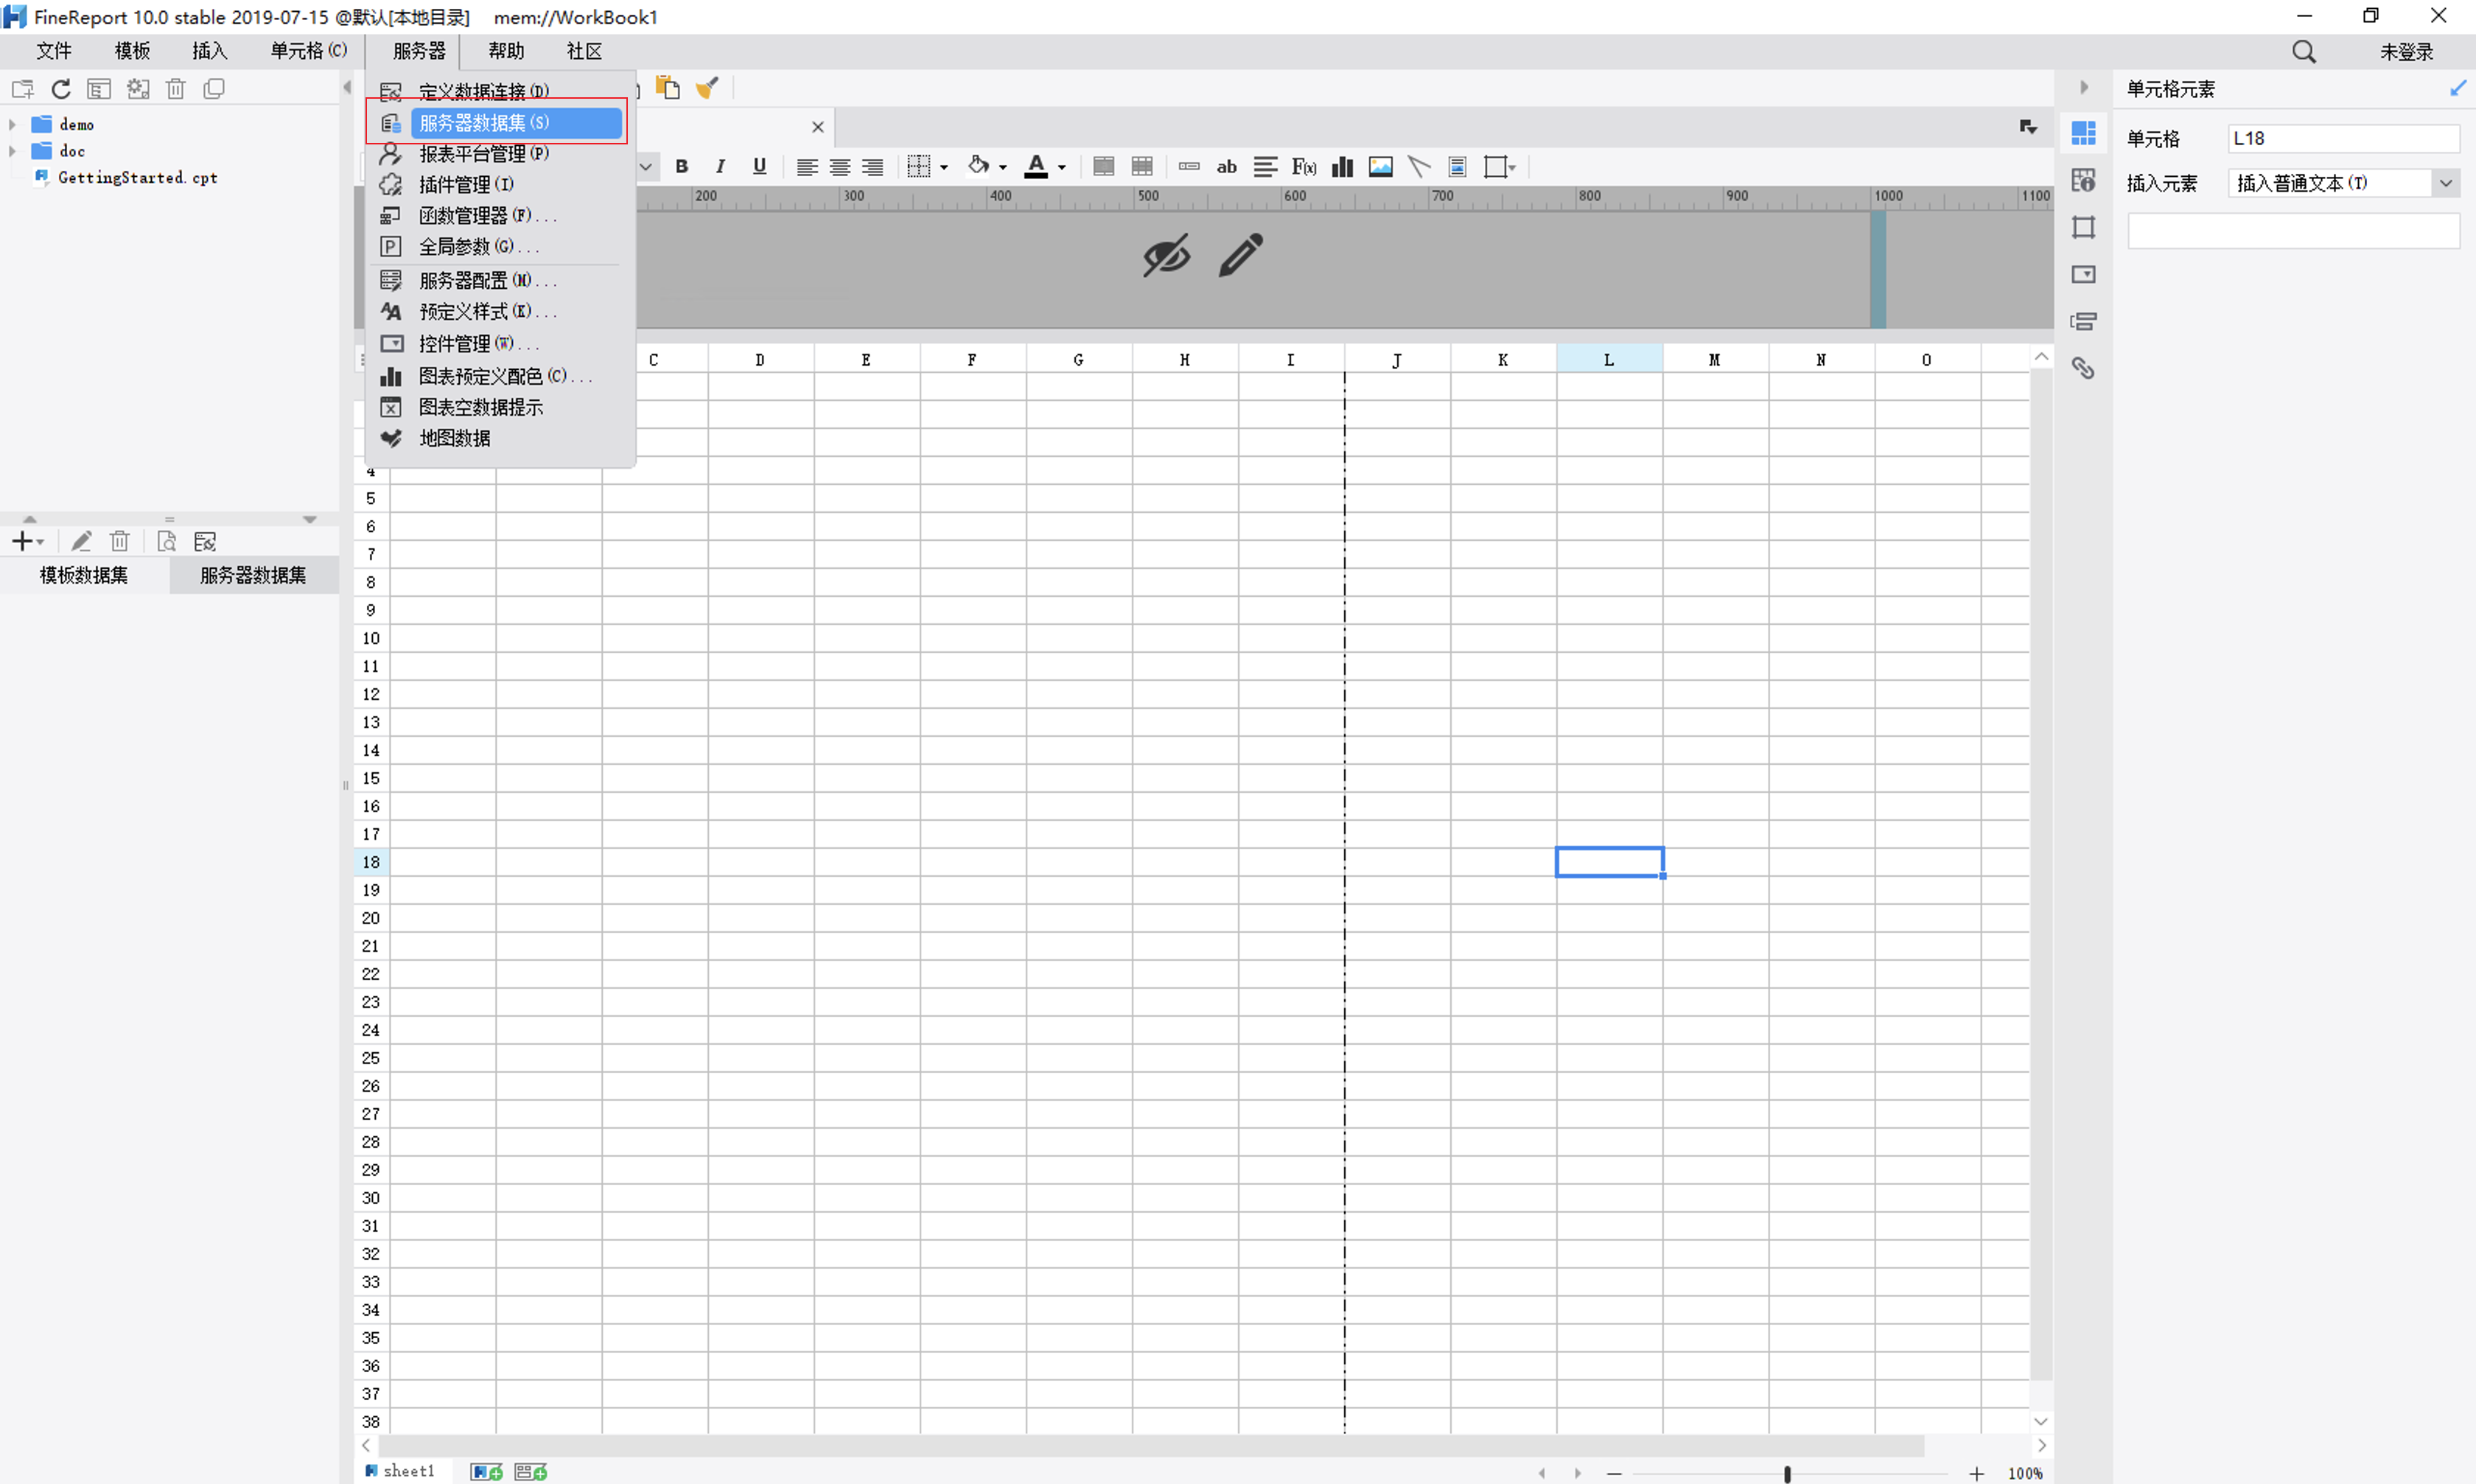 FineReport 10.0 stable 2019-07-15 @默认[本地目录] mem://WorkBook1
文件 模板 插入 单元格(C) 服务器 帮助 社区 未登录
定义数据连接(D)
服务器数据集(S)
报表平台管理(P)
插件管理(I)
函数管理器(F)...
全局参数(G)...
服务器配置(M)...
预定义样式(K)...
控件管理(W)...
图表预定义配色(C)...
图表空数据提示
地图数据
demo
doc
GettingStarted.cpt
模板数据集 服务器数据集
B I U A ab F(x)
200 300 400 500 600 700 800 900 1000 1100
C D E F G H I J K L M N O
4
5
6
7
8
9
10
11
12
13
14
15
16
17
18
19
20
21
22
23
24
25
26
27
28
29
30
31
32
33
34
35
36
37
38
sheet1
100%
单元格元素
单元格 L18
插入元素 插入普通文本(T)